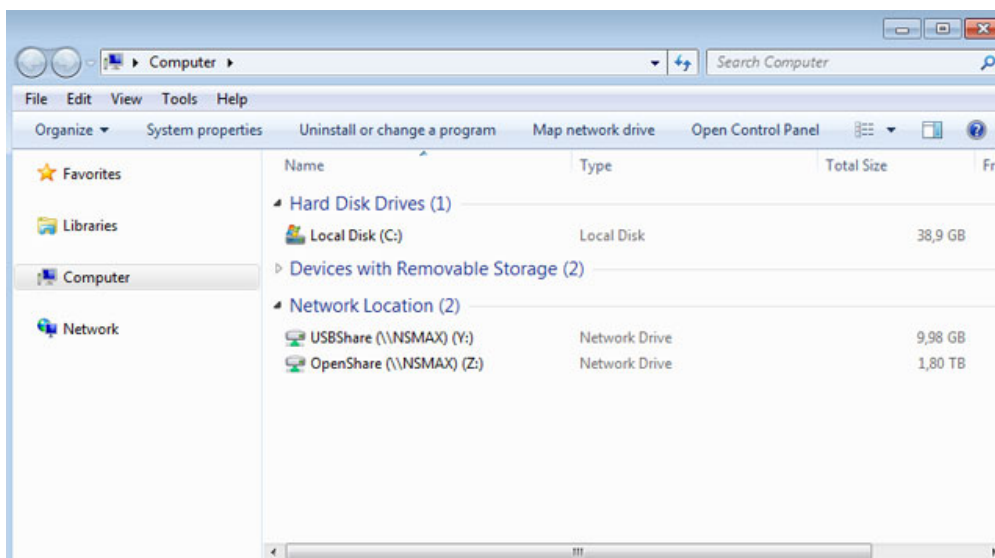 Computer
Search Computer
File Edit View Tools Help
Organize System properties Uninstall or change a program Map network drive Open Control Panel
Favorites
Libraries
Computer
Network
Name Type Total Size Fr
Hard Disk Drives (1)
Local Disk (C:) Local Disk 38,9 GB
Devices with Removable Storage (2)
Network Location (2)
USBShare (\\NSMAX) (Y:) Network Drive 9,98 GB
OpenShare (\\NSMAX) (Z:) Network Drive 1,80 TB